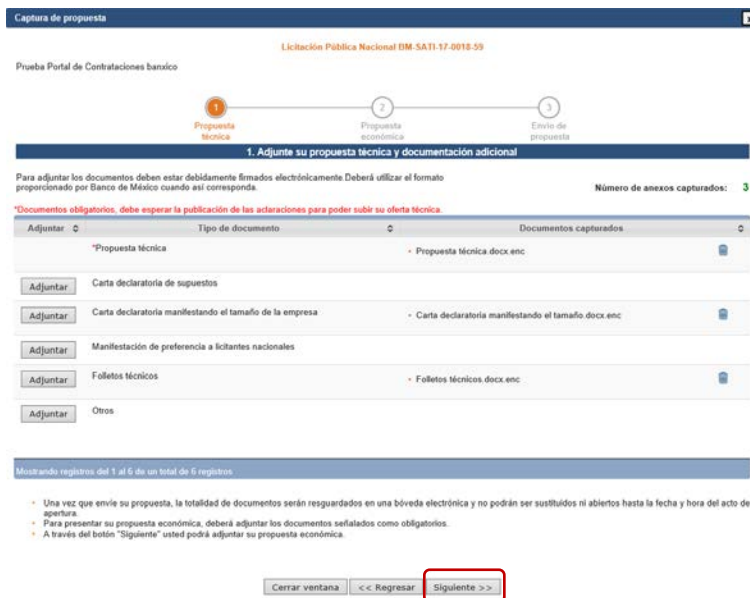 Captura de propuesta
x
Licitación Pública Nacional BM-SATI-17-0018-59
Prueba Portal de Contrataciones banxico
1 2 3
Propuesta técnica Propuesta económica Envío de propuesta
1. Adjunte su propuesta técnica y documentación adicional
Para adjuntar los documentos deben estar debidamente firmados electrónicamente.Deberá utilizar el formato
proporcionado por Banco de México cuando así corresponda.
Número de anexos capturados: 3
*Documentos obligatorios, debe esperar la publicación de las aclaraciones para poder subir su oferta técnica.
Adjuntar Tipo de documento Documentos capturados
*Propuesta técnica • Propuesta técnica.docx.enc
Adjuntar Carta declaratoria de supuestos
Adjuntar Carta declaratoria manifestando el tamaño de la empresa • Carta declaratoria manifestando el tamaño.docx.enc
Adjuntar Manifestación de preferencia a licitantes nacionales
Adjuntar Folletos técnicos • Folletos técnicos.docx.enc
Adjuntar Otros
Mostrando registros del 1 al 6 de un total de 6 registros
• Una vez que envíe su propuesta, la totalidad de documentos serán resguardados en una bóveda electrónica y no podrán ser sustituidos ni abiertos hasta la fecha y hora del acto de
apertura.
• Para presentar su propuesta económica, deberá adjuntar los documentos señalados como obligatorios.
• A través del botón "Siguiente" usted podrá adjuntar su propuesta económica.
Cerrar ventana << Regresar Siguiente >>